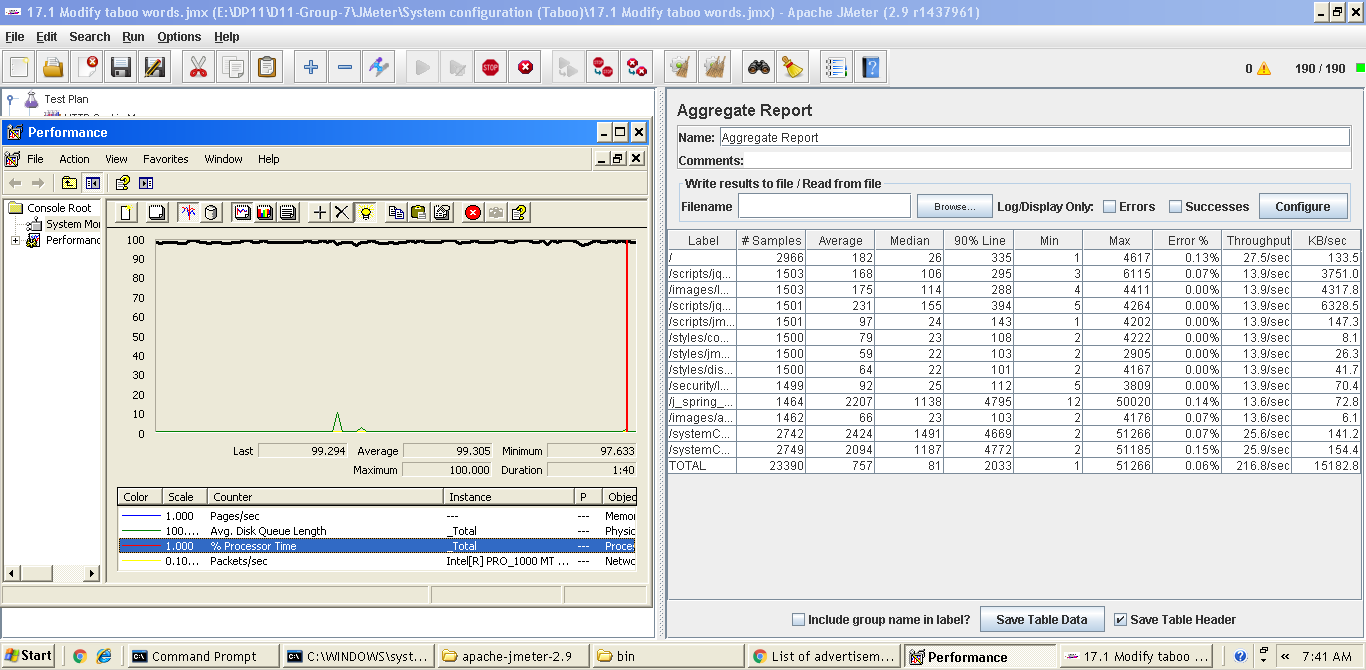 17.1 Modify taboo words.jmx (E:\DP11\D11-Group-7\JMeter\System configuration (Taboo)\17.1 Modify taboo words.jmx) - Apache JMeter (2.9 r1437961)
File Edit Search Run Options Help
STOP STOP 0 190 / 190
Test Plan
Performance
File Action View Favorites Window Help
Console Root
System Mo
Performanc
100
90
80
70
60
50
40
30
20
10
0
Last 99.294 Average 99.305 Minimum 97.633
Maximum 100.000 Duration 1:40
Color Scale Counter Instance P Objec
1.000 Pages/sec --- --- Memor
100.... Avg. Disk Queue Length _Total --- Physic
1.000 % Processor Time _Total --- Proces
0.10... Packets/sec Intel[R] PRO_1000 MT ... --- Netwo
Aggregate Report
Name: Aggregate Report
Comments:
Write results to file / Read from file
Filename Browse... Log/Display Only: Errors Successes Configure
Label # Samples Average Median 90% Line Min Max Error % Throughput KB/sec
/ 2966 182 26 335 1 4617 0.13% 27.5/sec 133.5
/scripts/jq... 1503 168 106 295 3 6115 0.07% 13.9/sec 3751.0
/images/l... 1503 175 114 288 4 4411 0.00% 13.9/sec 4317.8
/scripts/jq... 1501 231 155 394 5 4264 0.00% 13.9/sec 6328.5
/scripts/jm... 1501 97 24 143 1 4202 0.00% 13.9/sec 147.3
/styles/co... 1500 79 23 108 2 4222 0.00% 13.9/sec 8.1
/styles/jm... 1500 59 22 103 2 2905 0.00% 13.9/sec 26.3
/styles/dis... 1500 64 22 101 2 4167 0.00% 13.9/sec 41.7
/security/l... 1499 92 25 112 5 3809 0.00% 13.9/sec 70.4
/j_spring_... 1464 2207 1138 4795 12 50020 0.14% 13.6/sec 72.8
/images/a... 1462 66 23 103 2 4176 0.07% 13.6/sec 6.1
/systemC... 2742 2424 1491 4669 2 51266 0.07% 25.6/sec 141.2
/systemC... 2749 2094 1187 4772 2 51185 0.15% 25.9/sec 154.4
TOTAL 23390 757 81 2033 1 51266 0.06% 216.8/sec 15182.8
Include group name in label? Save Table Data Save Table Header
Start Command Prompt C:\WINDOWS\syst... apache-jmeter-2.9 bin List of advertisem... Performance 17.1 Modify taboo ... 7:41 AM